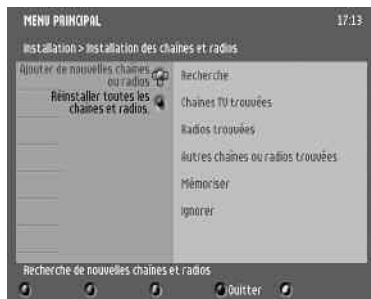 MENU PRINCIPAL 17:13
Installation > Installation des chaînes et radios
Ajouter de nouvelles chaînes
ou radios
Réinstaller toutes les
chaînes et radios.
Recherche
Chaînes TV trouvées
Radios trouvées
Autres chaînes ou radios trouvées
Mémoriser
Ignorer
Recherche de nouvelles chaînes et radios
Quitter